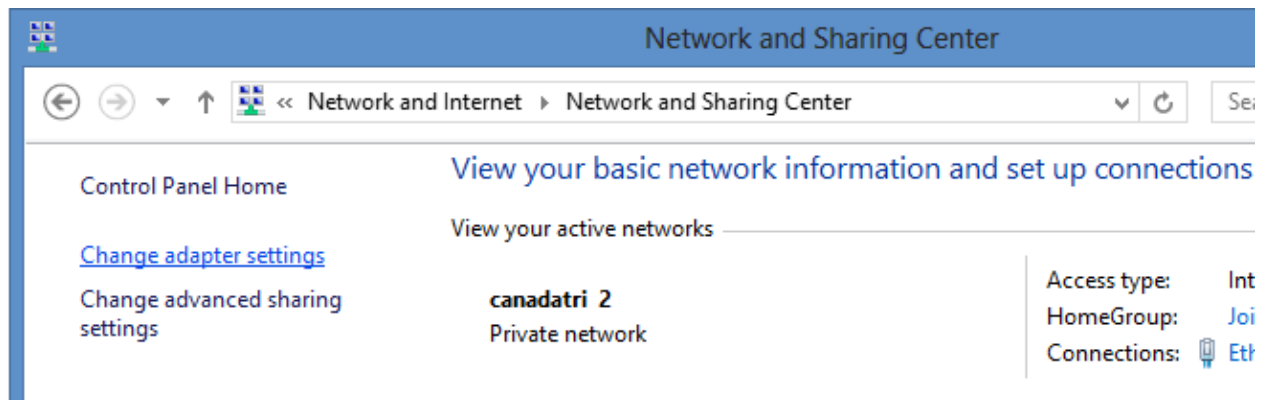 Network and Sharing Center
« Network and Internet ▸ Network and Sharing Center
Control Panel Home
Change adapter settings
Change advanced sharing
settings
View your basic network information and set up connections
View your active networks
canadatri 2
Private network
Access type:
HomeGroup:
Connections: